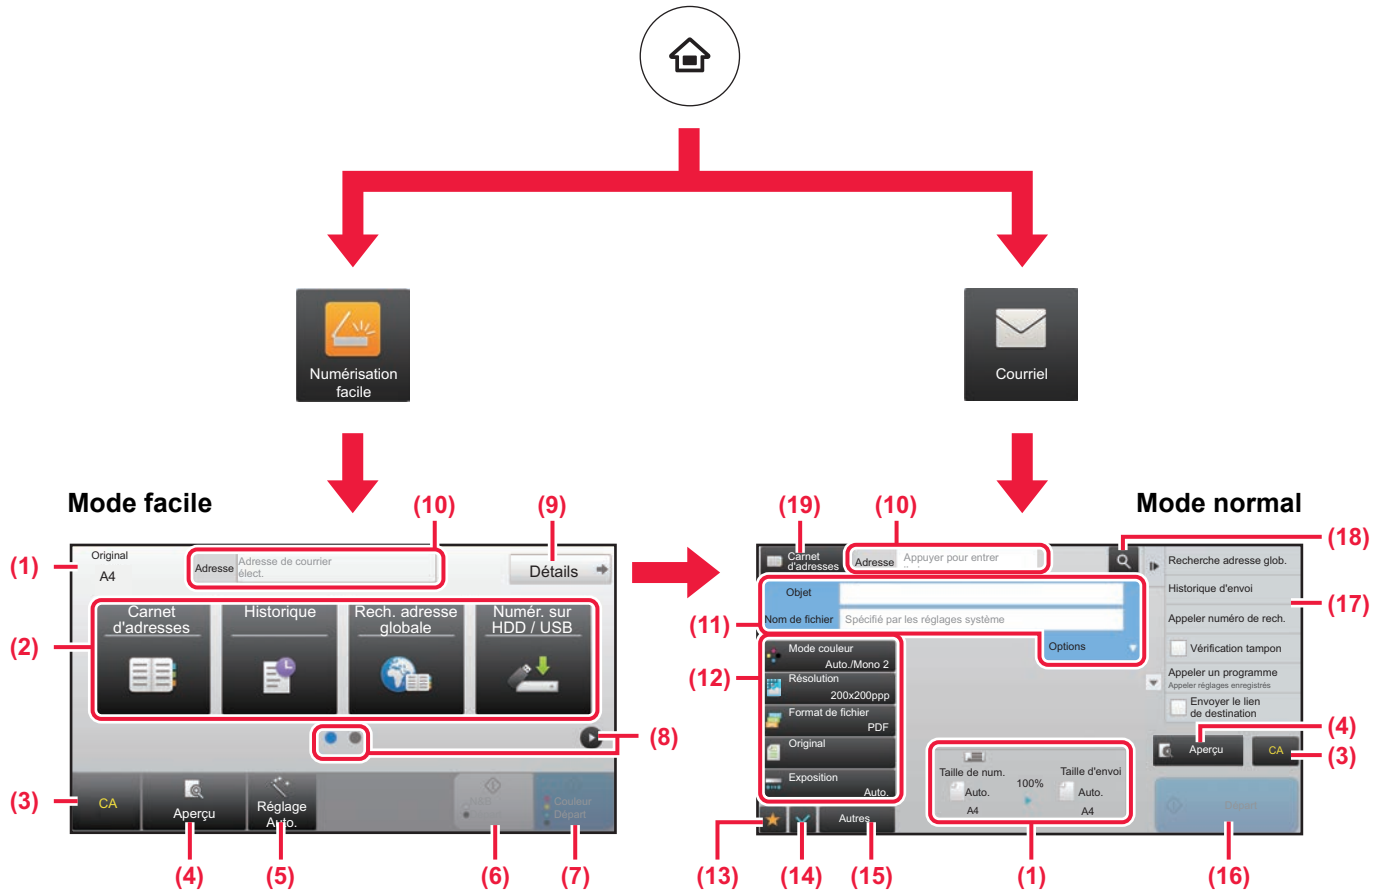 Numérisation
facile
Courriel
Mode facile
Mode normal
(10)
(9)
(19)
(10)
(18)
(1)
Original
A4
Adresse
Adresse de courrier
élect.
Détails
(2)
Carnet
d'adresses
Historique
Rech. adresse
globale
Numér. sur
HDD / USB
(8)
(3)
CA
Aperçu
Réglage
Auto.
N&B
Départ
Couleur
Départ
(4)
(5)
(6)
(7)
Carnet
d'adresses
Adresse
Appuyer pour entrer
Recherche adresse glob.
Objet
Historique d'envoi
(17)
(11)
Nom de fichier
Spécifié par les réglages système
Appeler numéro de rech.
Options
Vérification tampon
(12)
Mode couleur
Auto./Mono 2
Résolution
200x200ppp
Format de fichier
PDF
Original
Exposition
Auto.
Appeler un programme
Appeler réglages enregistrés
Envoyer le lien
de destination
(4)
Aperçu
CA
(3)
Taille de num.
Auto.
A4
100%
Taille d'envoi
Auto.
A4
Départ
Autres
(13)
(14)
(15)
(1)
(16)